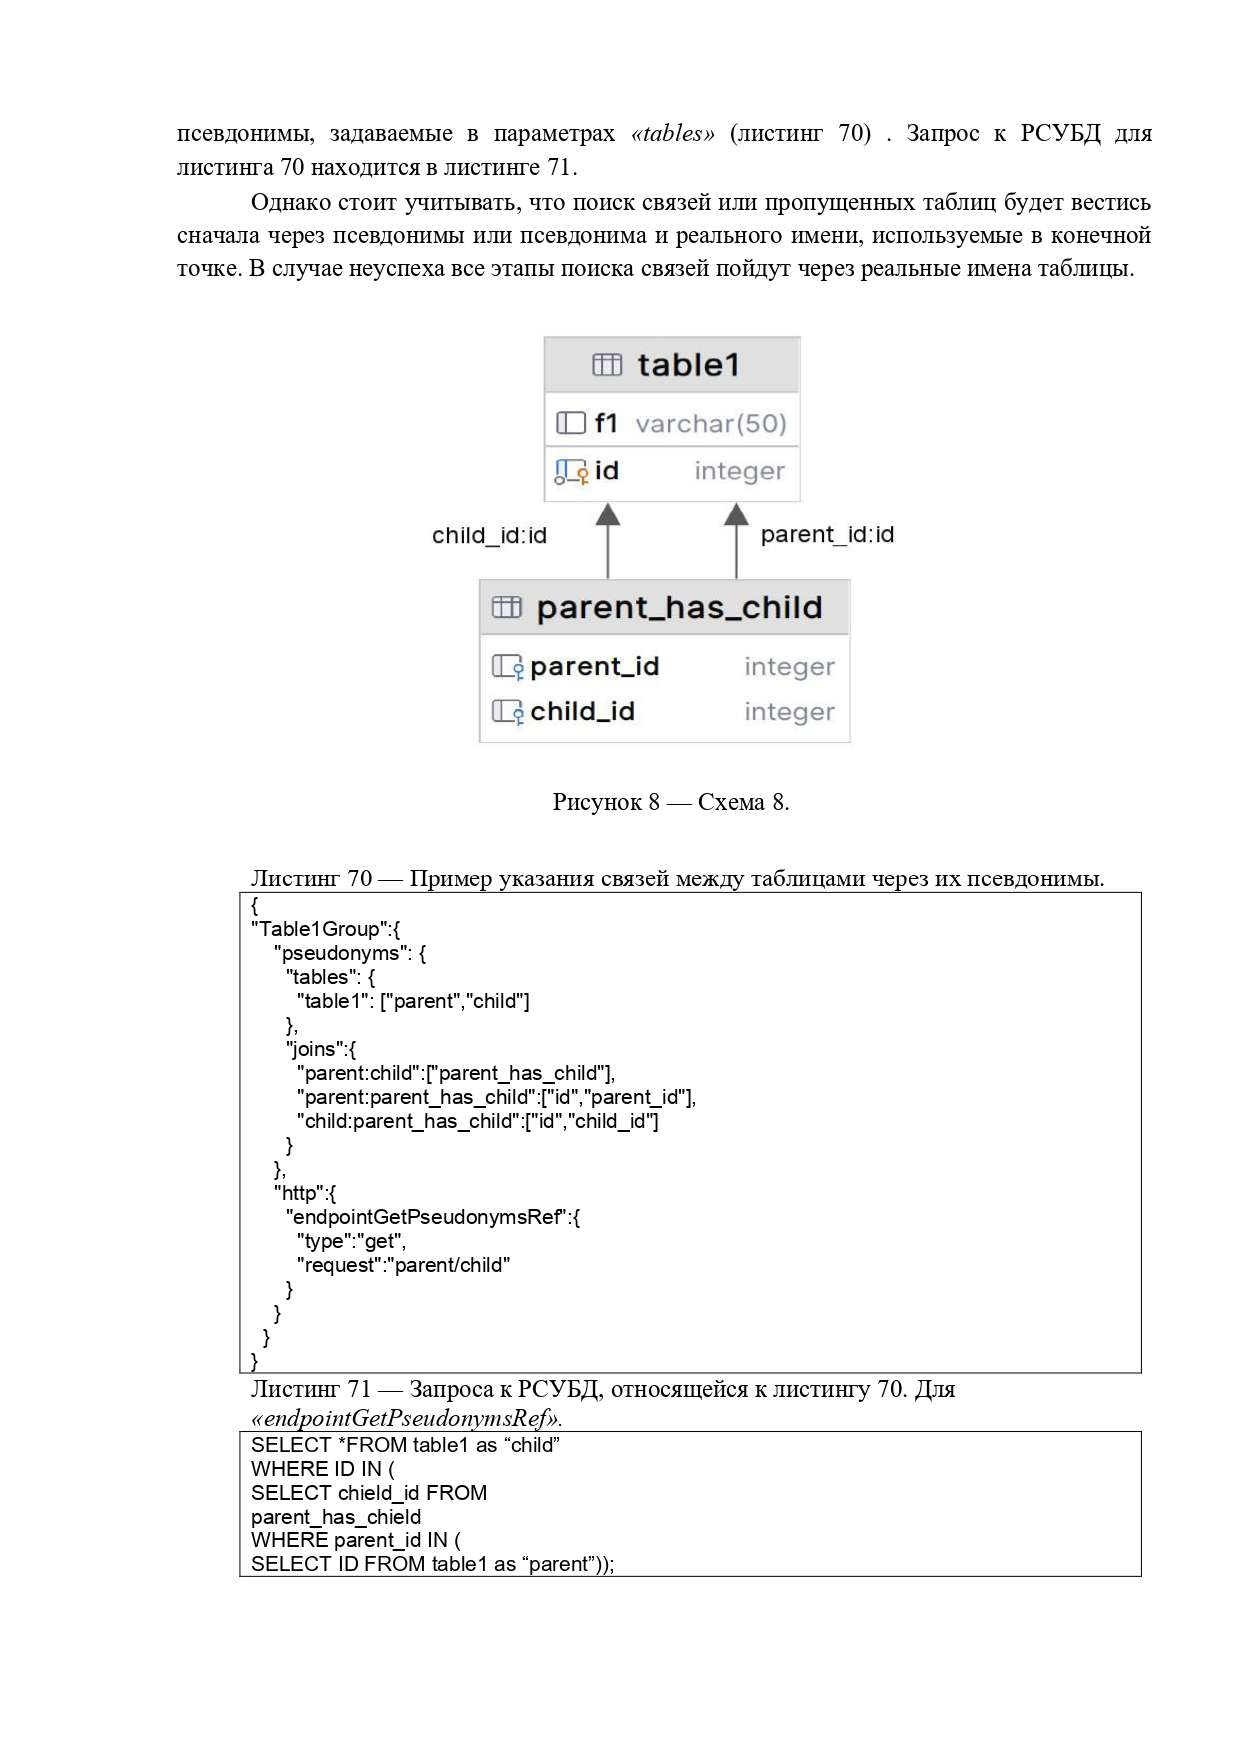 псевдонимы, задаваемые в параметрах «tables» (листинг 70) . Запрос к РСУБД для
листинга 70 находится в листинге 71.
Однако стоит учитывать, что поиск связей или пропущенных таблиц будет вестись
сначала через псевдонимы или псевдонима и реального имени, используемые в конечной
точке. В случае неуспеха все этапы поиска связей пойдут через реальные имена таблицы.
table1
f1 varchar(50)
id integer
child_id:id parent_id:id
parent_has_child
parent_id integer
child_id integer
Рисунок 8 — Схема 8.
Листинг 70 — Пример указания связей между таблицами через их псевдонимы.
{
"Table1Group":{
"pseudonyms": {
"tables": {
"table1": ["parent","child"]
},
"joins":{
"parent:child":["parent_has_child"],
"parent:parent_has_child":["id","parent_id"],
"child:parent_has_child":["id","child_id"]
}
},
"http":{
"endpointGetPseudonymsRef":{
"type":"get",
"request":"parent/child"
}
}
}
}
Листинг 71 — Запроса к РСУБД, относящейся к листингу 70. Для
«endpointGetPseudonymsRef».
SELECT *FROM table1 as “child”
WHERE ID IN (
SELECT chield_id FROM
parent_has_chield
WHERE parent_id IN (
SELECT ID FROM table1 as “parent”));